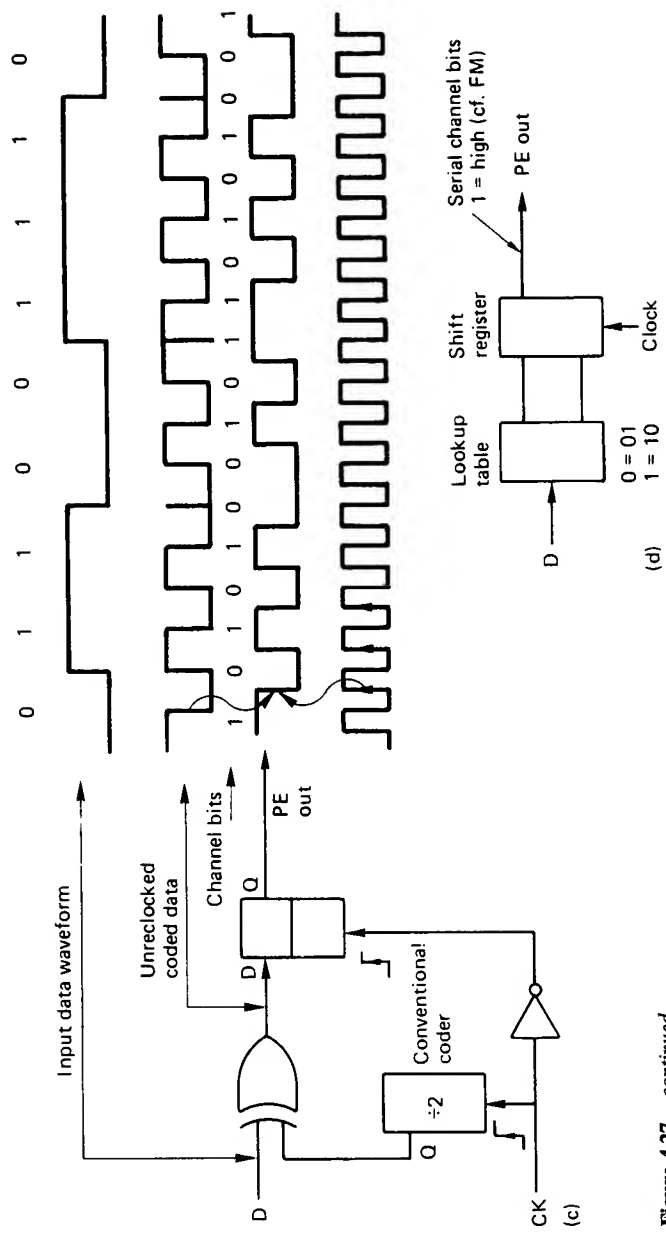 0 1 1 0 0 1 1 1 0
Input data waveform
Unreclocked
coded data
Channel bits
1 0 1 0 1 0 0 1 0 1 1 0 1 0 1 0 0 1
D
D Q
PE
out
Conventional
coder
Q
÷2
CK
(c)
Lookup
table
Shift
register
Serial channel bits
1 = high (cf. FM)
D
PE out
0 = 01
1 = 10
Clock
(d)
Figure 4.27 continued